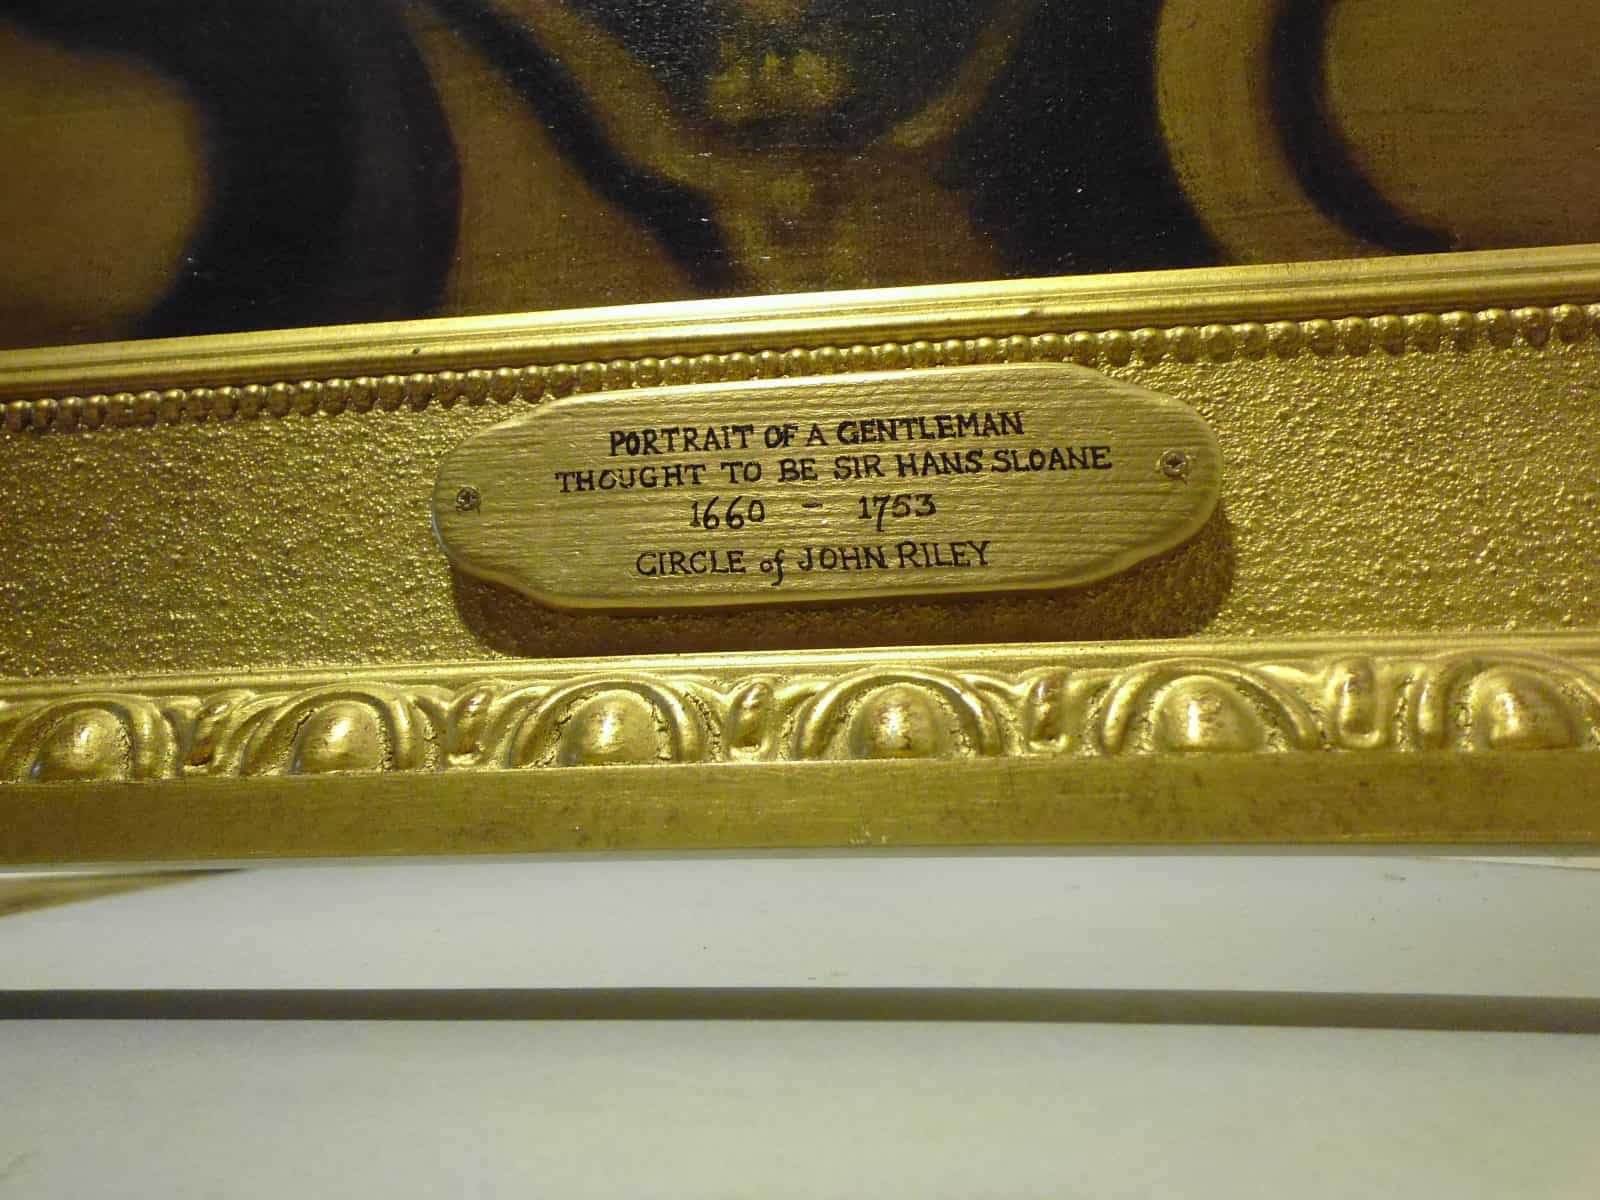 PORTRAIT OF A GENTLEMAN
THOUGHT TO BE SIR HANS SLOANE
1660 - 1753
CIRCLE of JOHN RILEY